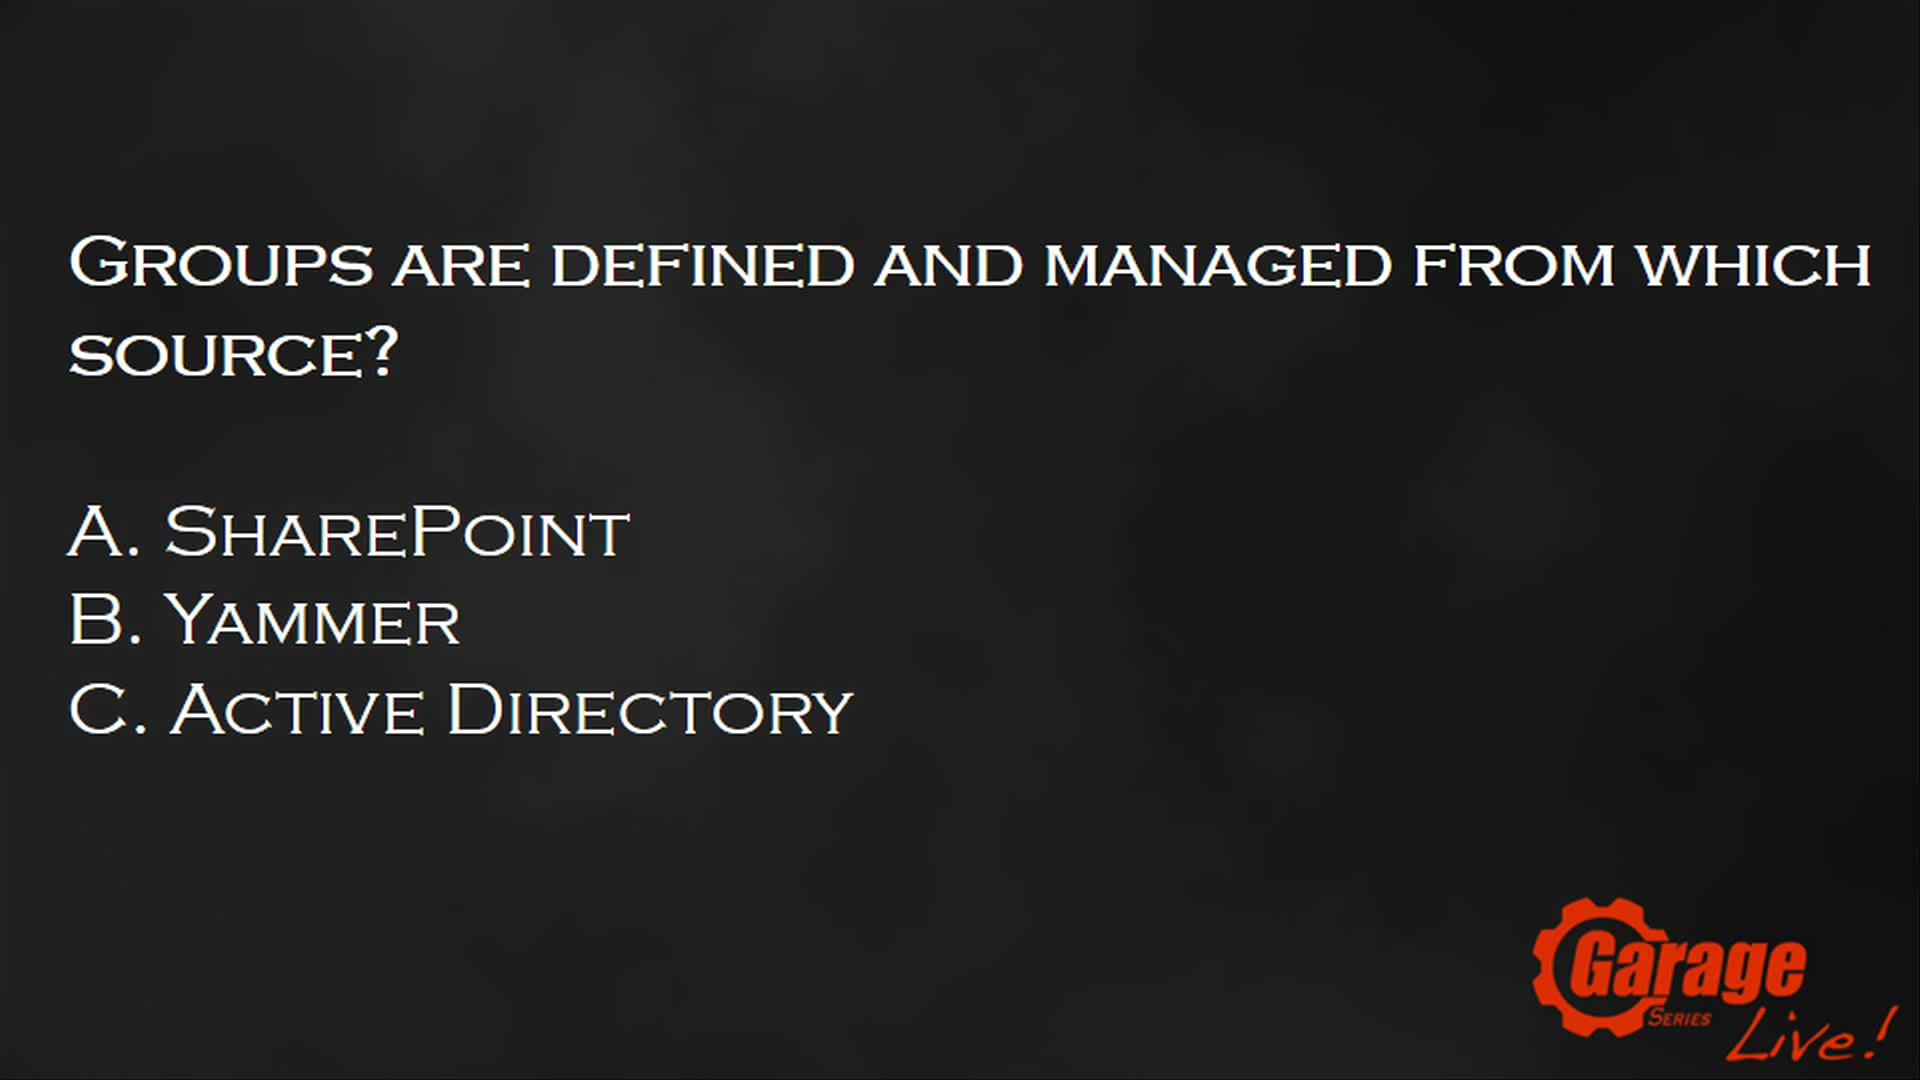 Groups are defined and managed from which
source?
A. SharePoint
B. Yammer
C. Active Directory
Garage
Series
Live!